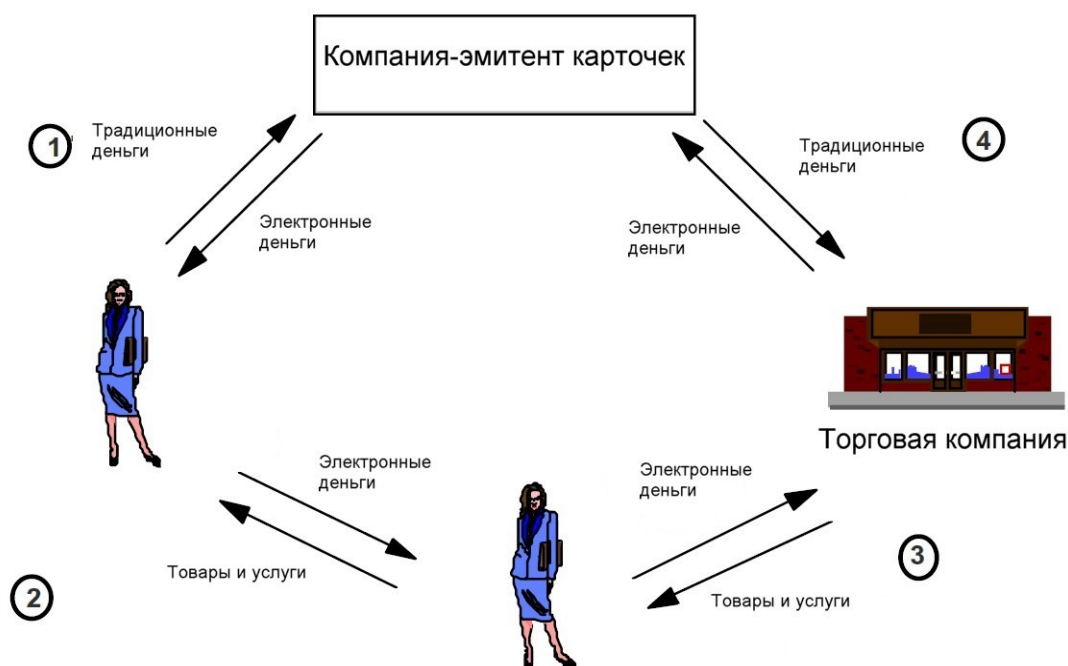 Компания-эмитент карточек
1
Традиционные
деньги
4
Традиционные
деньги
Электронные
деньги
Электронные
деньги
Торговая компания
Электронные
деньги
Электронные
деньги
3
Товары и услуги
2
Товары и услуги